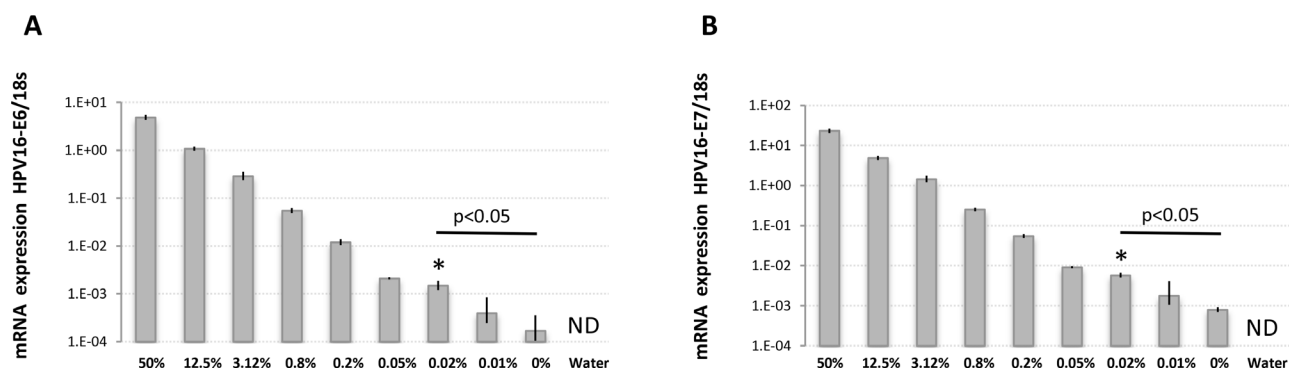 A
mRNA expression HPV16-E6/18s
1.E+01
1.E+00
1.E-01
1.E-02
1.E-03
1.E-04
p<0.05
*
ND
50% 12.5% 3.12% 0.8% 0.2% 0.05% 0.02% 0.01% 0% Water
B
mRNA expression HPV16-E7/18s
1.E+02
1.E+01
1.E+00
1.E-01
1.E-02
1.E-03
1.E-04
p<0.05
*
ND
50% 12.5% 3.12% 0.8% 0.2% 0.05% 0.02% 0.01% 0% Water